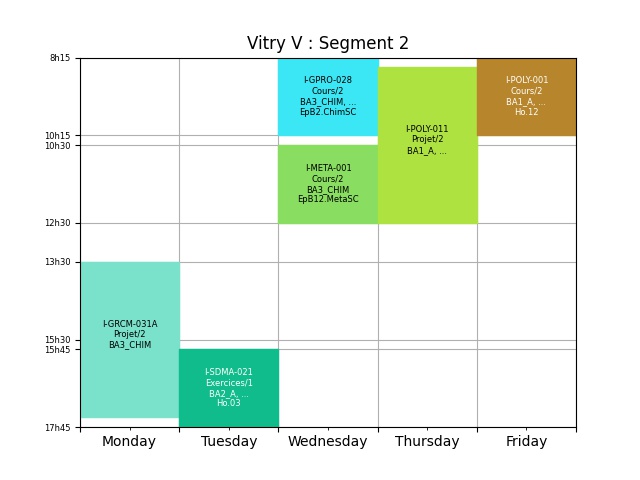 Vitry V : Segment 2
8h15
10h15
10h30
12h30
13h30
15h30
15h45
17h45
I-GPRO-028
Cours/2
BA3_CHIM, ...
EpB2.ChimSC
I-POLY-001
Cours/2
BA1_A, ...
Ho.12
I-POLY-011
Projet/2
BA1_A, ...
I-META-001
Cours/2
BA3_CHIM
EpB12.MetaSC
I-GRCM-031A
Projet/2
BA3_CHIM
I-SDMA-021
Exercices/1
BA2_A, ...
Ho.03
Monday
Tuesday
Wednesday
Thursday
Friday